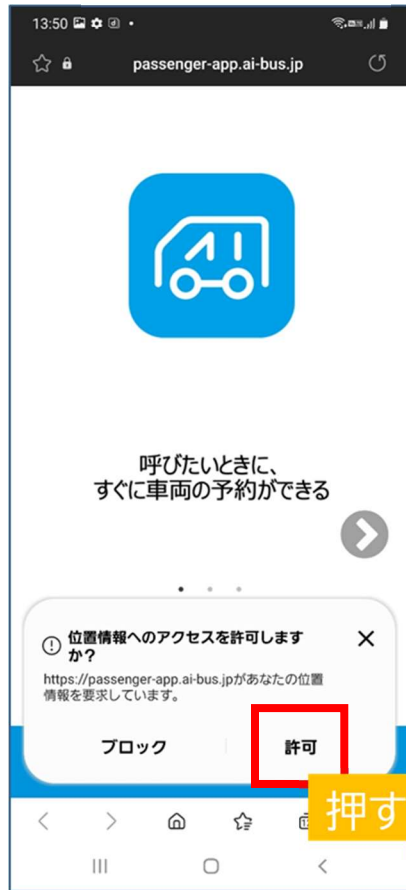 13:50
passenger-app.ai-bus.jp
AI
呼びたいときに、
すぐに車両の予約ができる
位置情報へのアクセスを許可します
か？
https://passenger-app.ai-bus.jpがあなたの位置
情報を要求しています。
ブロック
許可
押す